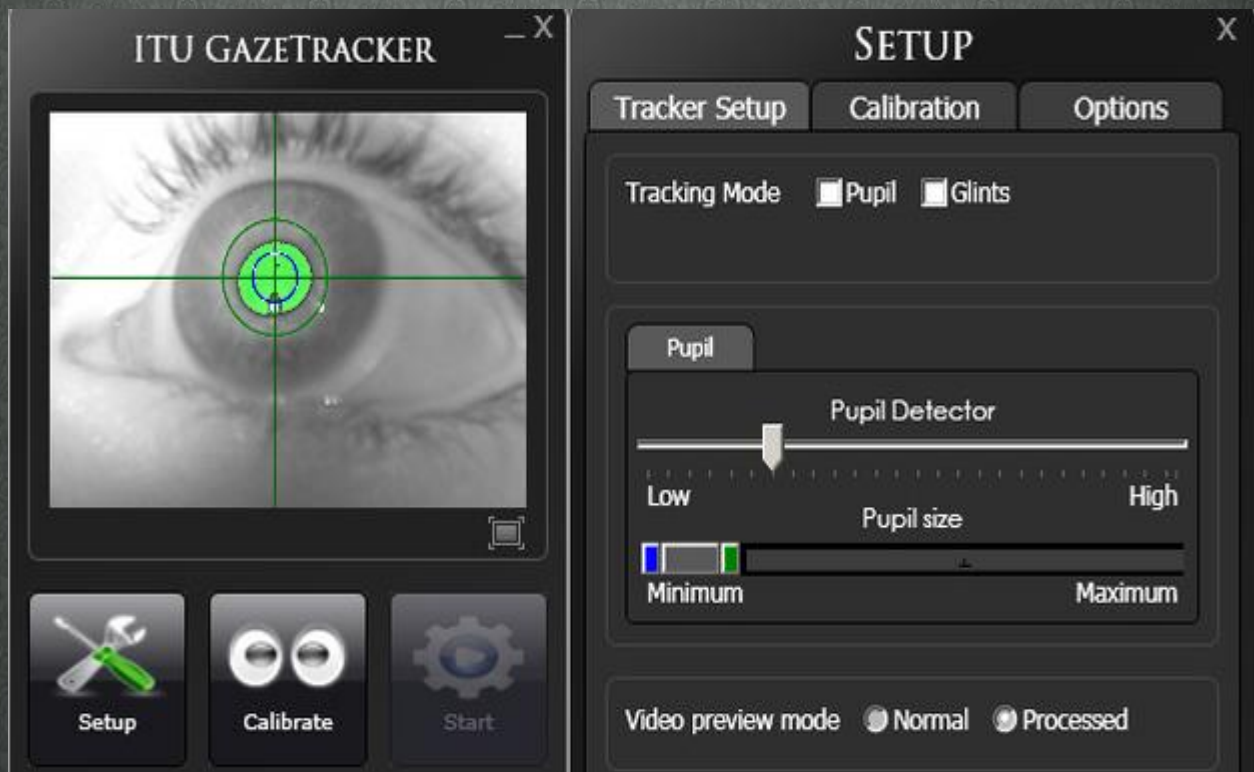 ITU GAZETRACKER
_ X
Setup
Calibrate
Start
SETUP
X
Tracker Setup
Calibration
Options
Tracking Mode Pupil Glints
Pupil
Pupil Detector
Low High
Pupil size
Minimum Maximum
Video preview mode Normal Processed